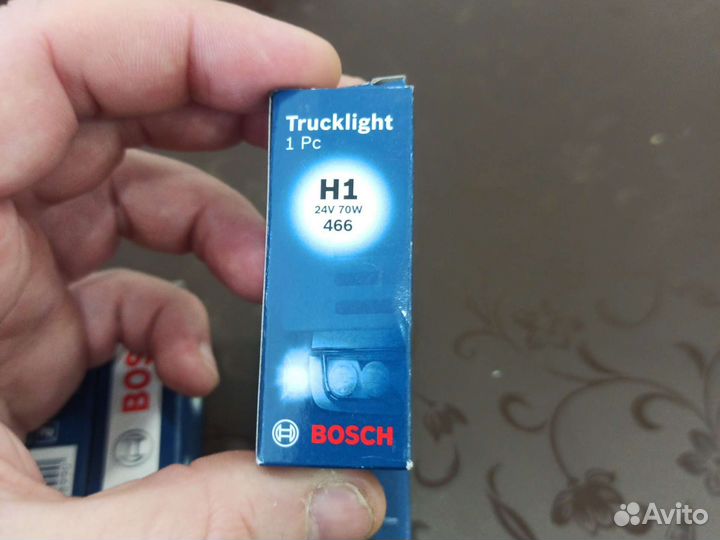 Trucklight
1 Pc
H1
24V 70W
466
BOSCH
BOS
Avito